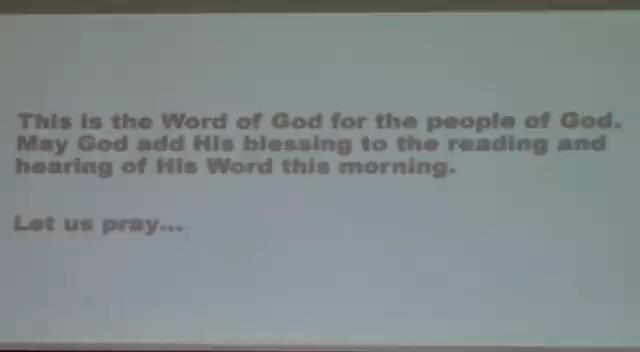 This is the Word of God for the people of God.
May God add His blessing to the reading and
hearing of His Word this morning.
Let us pray...